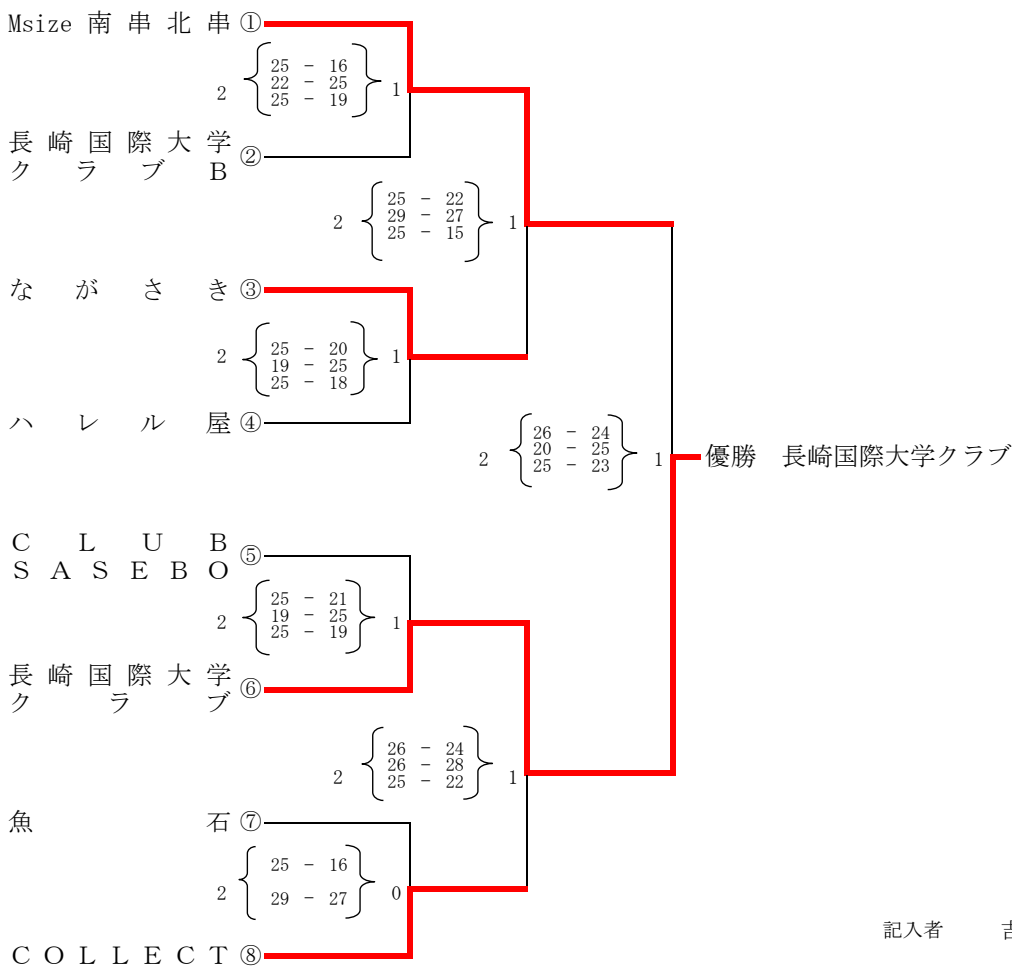 Msize 南串北串 ①
2 25 - 16 1
22 - 25
25 - 19
長崎国際大学
クラブB ②
2 25 - 22 1
29 - 27
25 - 15
ながさき ③
2 25 - 20 1
19 - 25
25 - 18
ハレル屋 ④
2 26 - 24 1
20 - 25
25 - 23
優勝 長崎国際大学クラブ
CLUB
SASEBO ⑤
2 25 - 21 1
19 - 25
25 - 19
長崎国際大学
クラブ ⑥
2 26 - 24 1
26 - 28
25 - 22
魚石 ⑦
2 25 - 16 0
29 - 27
COLLECT ⑧
記入者